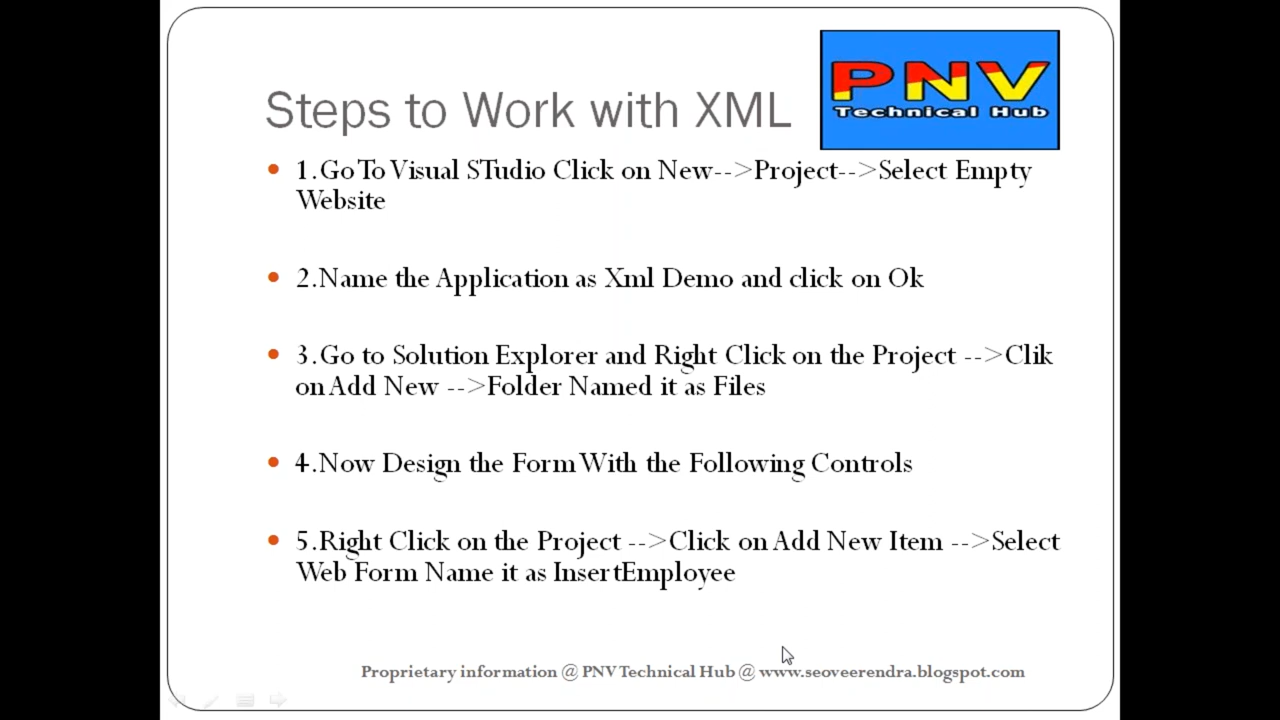 PNV
Technical Hub
Steps to Work with XML
• 1.Go To Visual STudio Click on New-->Project-->Select Empty
Website
• 2.Name the Application as Xml Demo and click on Ok
• 3.Go to Solution Explorer and Right Click on the Project -->Clik
on Add New -->Folder Named it as Files
• 4.Now Design the Form With the Following Controls
• 5.Right Click on the Project -->Click on Add New Item -->Select
Web Form Name it as InsertEmployee
Proprietary information @ PNV Technical Hub @ www.seoveerendra.blogspot.com